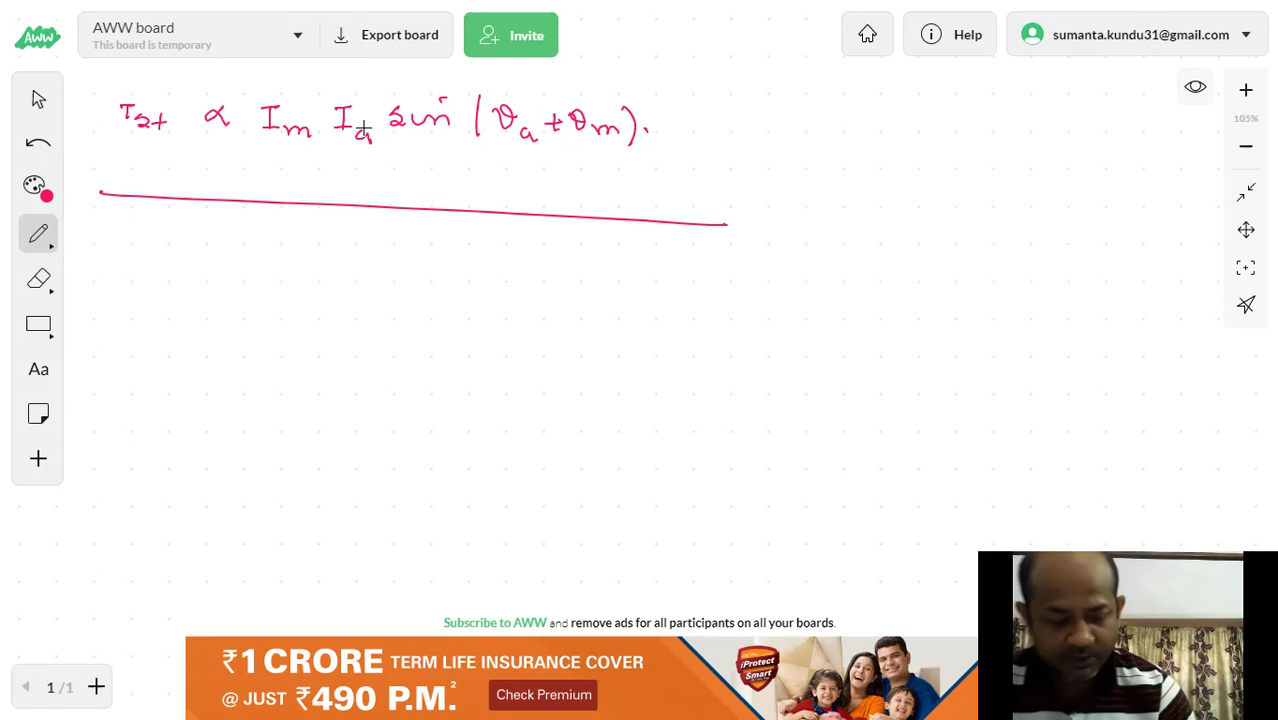 AWW
AWW board
This board is temporary
Export board
Invite
Help
sumanta.kundu31@gmail.com
τst ∝ Im Ia sin (θa + θm).
105%
Aa
Subscribe to AWW and remove ads for all participants on all your boards.
₹1 CRORE TERM LIFE INSURANCE COVER
@ JUST ₹490 P.M.2
Check Premium
iProtect
Smart
1 /1